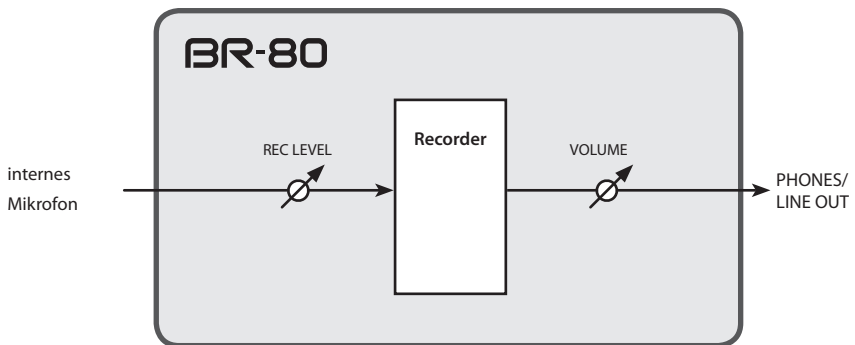 BR-80
Recorder
REC LEVEL
VOLUME
internes
Mikrofon
PHONES/
LINE OUT